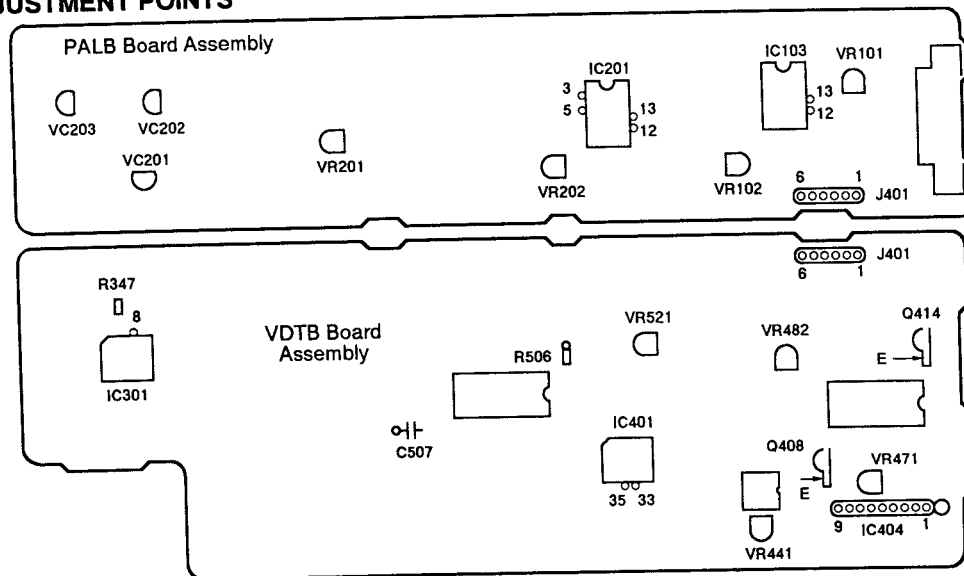 JUSTMENT POINTS
PALB Board Assembly
VC203
VC202
VC201
VR201
IC201
3
5
13
12
VR202
IC103
13
12
VR101
VR102
6 1 J401
6 1 J401
R347
8
IC301
VDTB Board
Assembly
R506
C507
VR521
IC401
35 33
VR482
Q414
E
Q408
E
VR471
9 IC404 1
VR441